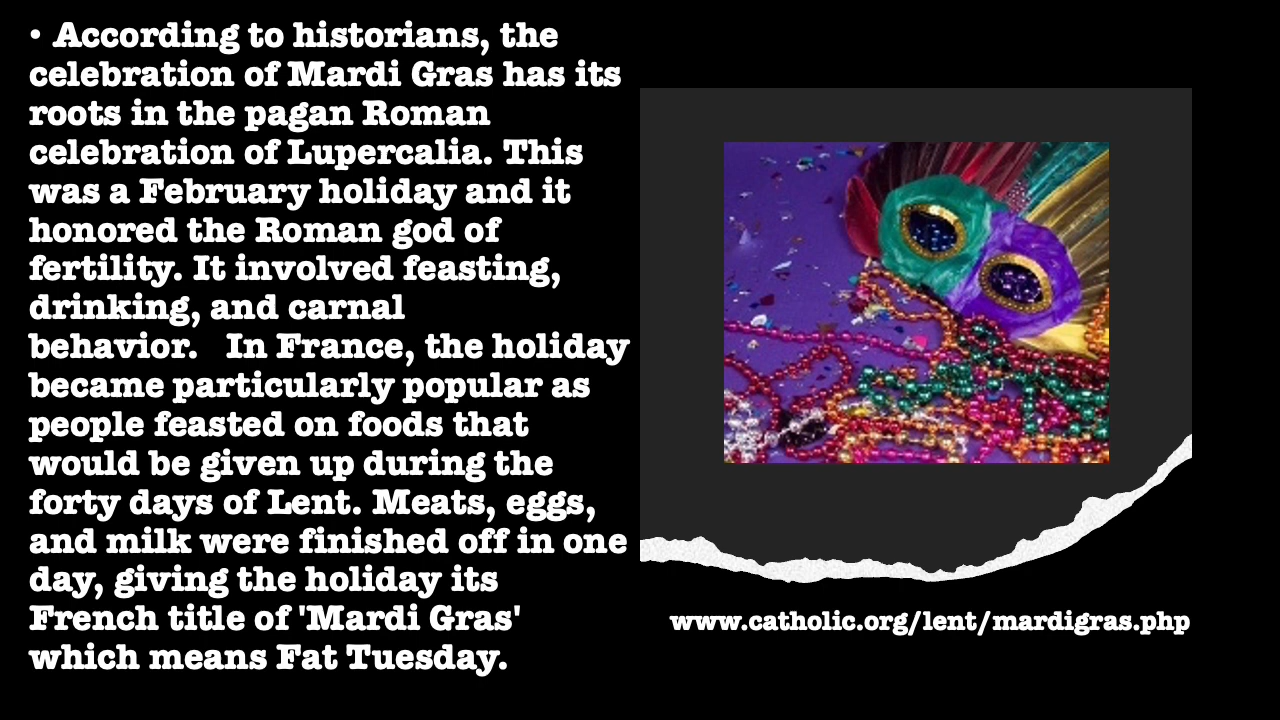 • According to historians, the
celebration of Mardi Gras has its
roots in the pagan Roman
celebration of Lupercalia. This
was a February holiday and it
honored the Roman god of
fertility. It involved feasting,
drinking, and carnal
behavior.   In France, the holiday
became particularly popular as
people feasted on foods that
would be given up during the
forty days of Lent. Meats, eggs,
and milk were finished off in one
day, giving the holiday its
French title of 'Mardi Gras'
which means Fat Tuesday.
www.catholic.org/lent/mardigras.php